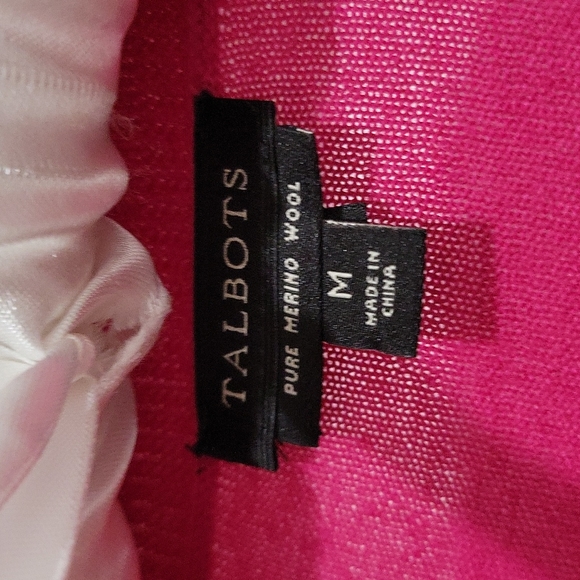 TALBOTS
PURE MERINO WOOL
M
MADE IN
CHINA